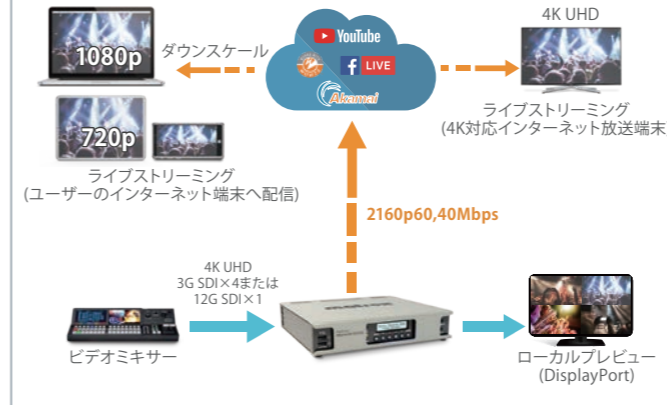 1080p
ダウンスケール
YouTube
f LIVE
Akamai
4K UHD
720p
ライブストリーミング
(ユーザーのインターネット端末へ配信)
ライブストリーミング
(4K対応インターネット放送端末
2160p60,40Mbps
4K UHD
3G SDI×4または
12G SDI×1
ビデオミキサー
ローカルプレビュー
(DisplayPort)